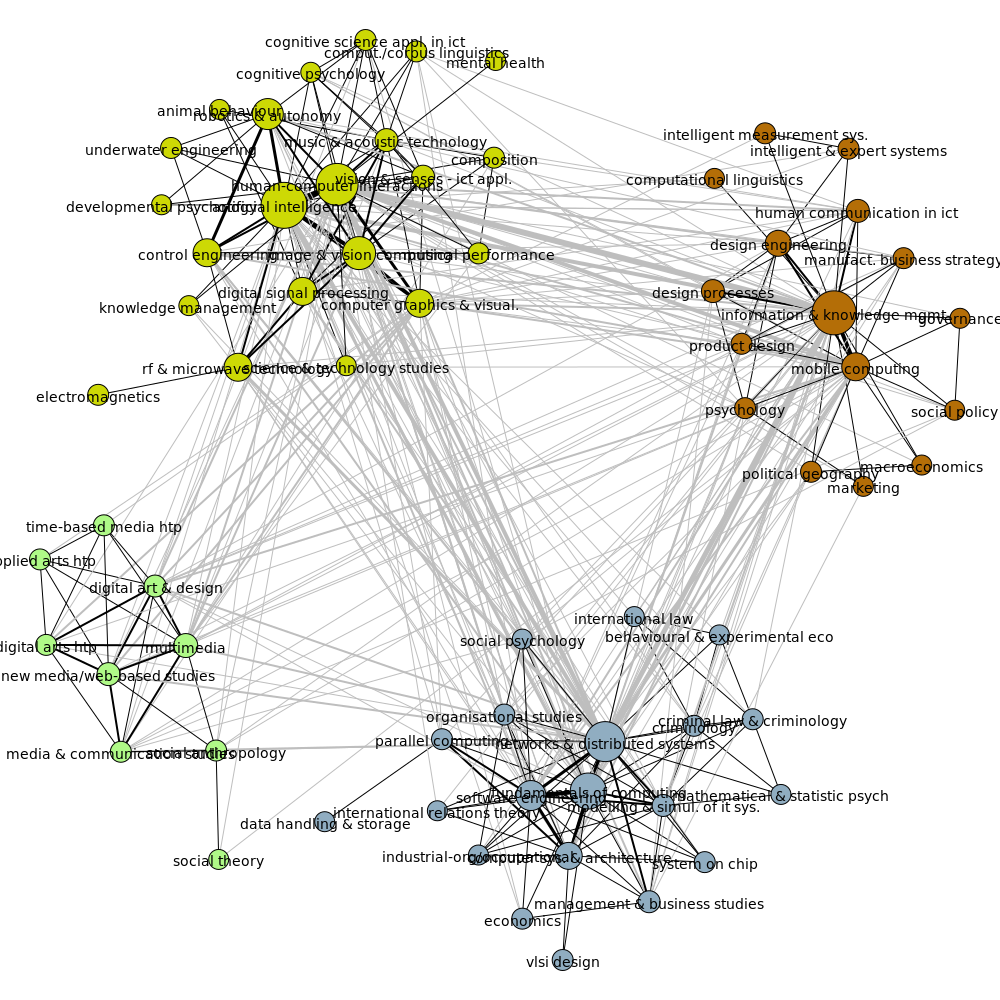 cognitive science appl. in ict
comput./corpus linguistics
mental health
cognitive psychology
animal behaviour
robotics & autonomy
underwater engineering
music & acoustic technology
composition
vision & senses - ict appl.
human-computer interactions
developmental psychology
artificial intelligence
control engineering
image & vision computing
musical performance
digital signal processing
knowledge management
computer graphics & visual.
rf & microwave technology
science & technology studies
electromagnetics
intelligent measurement sys.
intelligent & expert systems
computational linguistics
human communication in ict
design engineering
manufact. business strategy
design processes
information & knowledge mgmt
governance
product design
mobile computing
psychology
social policy
political geography
macroeconomics
marketing
time-based media htp
pplied arts htp
digital art & design
digital arts htp
multimedia
new media/web-based studies
media & communication studies
social anthropology
social theory
international law
behavioural & experimental eco
social psychology
organisational studies
criminal law & criminology
criminology
parallel computing
networks & distributed systems
fundamentals of computing
software engineering
mathematical & statistic psych
modelling & simul. of it sys.
international relations theory
data handling & storage
industrial-org/occupational
computer sys. & architecture
system on chip
management & business studies
economics
vlsi design